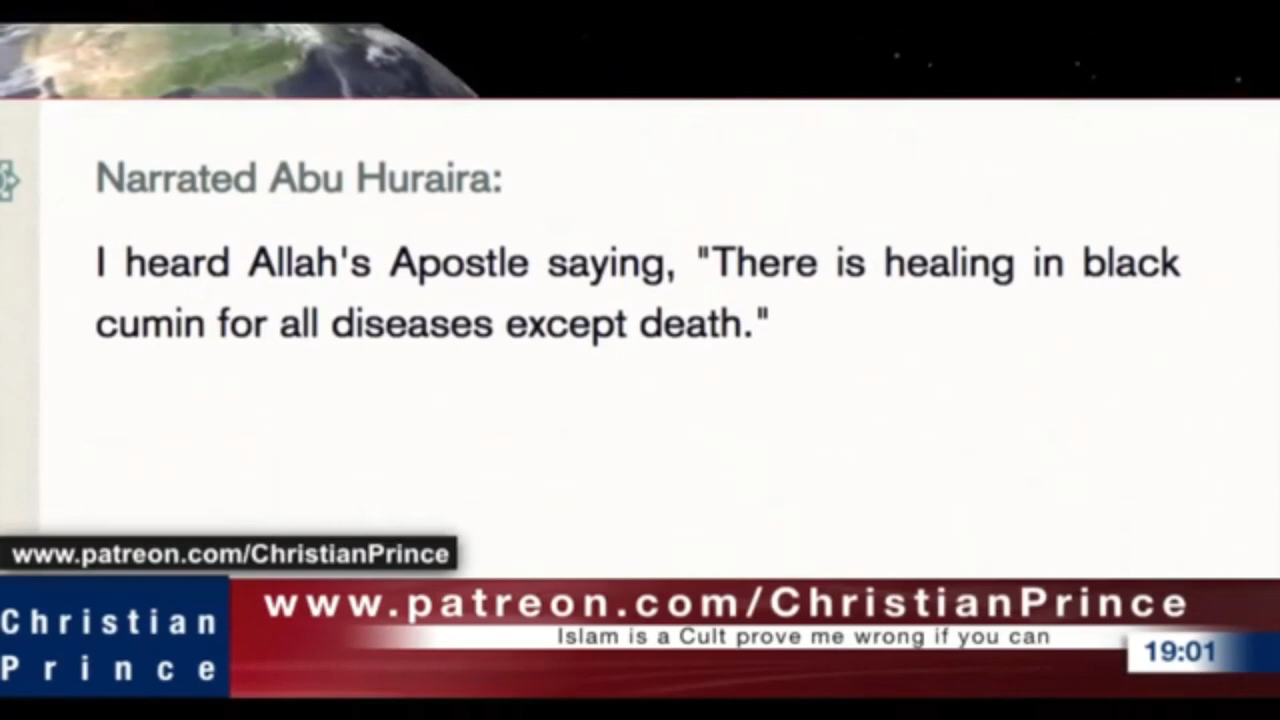 Narrated Abu Huraira:
I heard Allah's Apostle saying, "There is healing in black
cumin for all diseases except death."
www.patreon.com/ChristianPrince
www.patreon.com/ChristianPrince
Islam is a Cult prove me wrong if you can
Christian
Prince
19:01